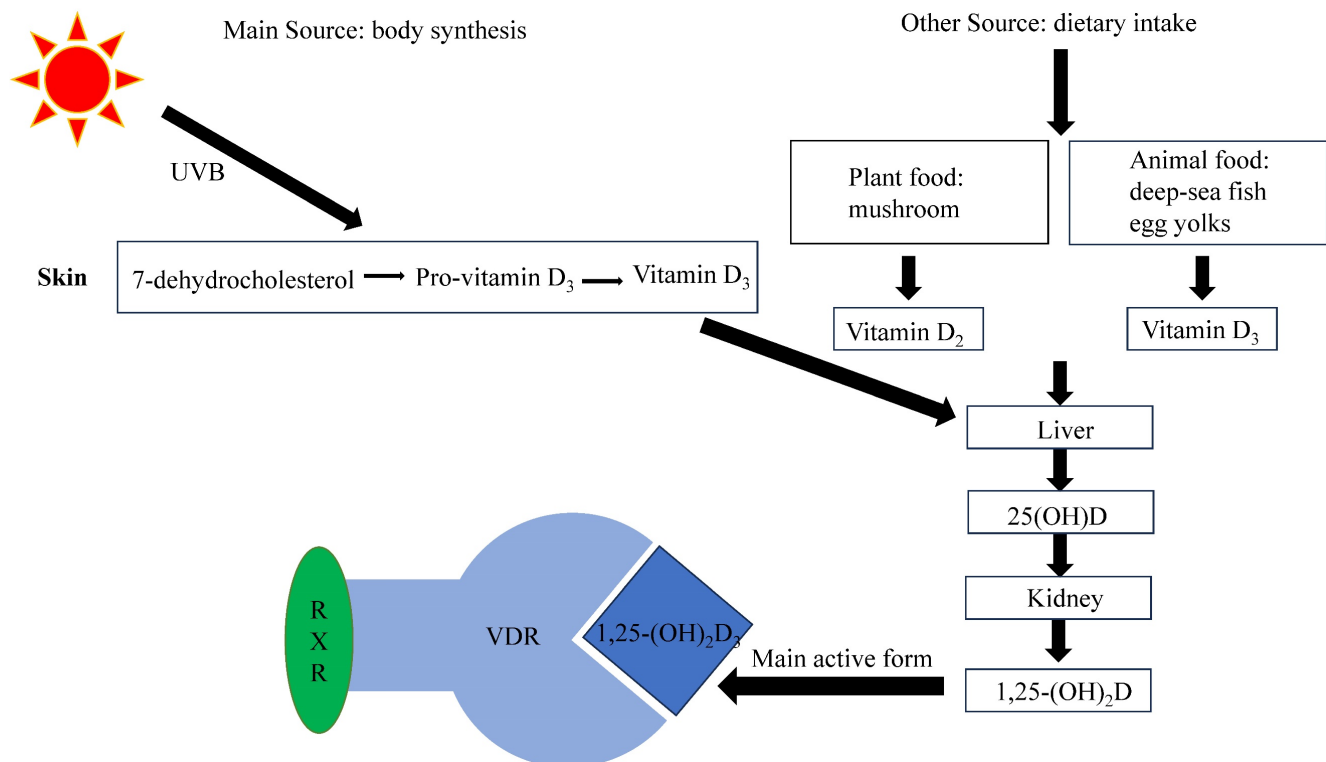 Main Source: body synthesis
Other Source: dietary intake
UVB
Plant food:
mushroom
Animal food:
deep-sea fish
egg yolks
Skin
7-dehydrocholesterol
Pro-vitamin D₃
Vitamin D₃
Vitamin D₂
Vitamin D₃
Liver
25(OH)D
Kidney
1,25-(OH)₂D
Main active form
1,25-(OH)₂D₃
VDR
R
X
R